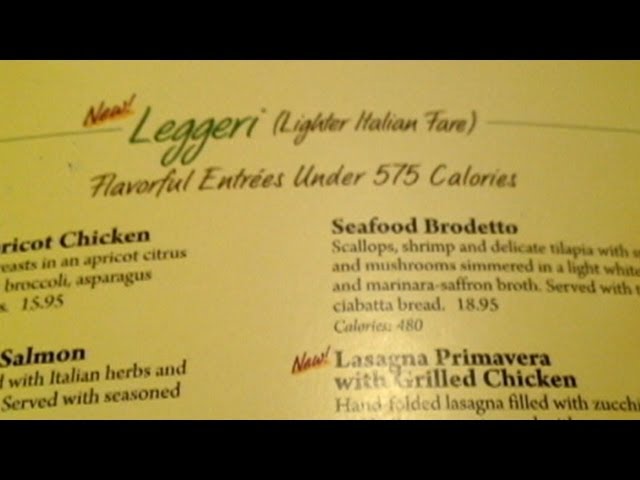 New!
Leggeri (Lighter Italian Fare)
Flavorful Entrées Under 575 Calories
Chicken
in an apricot citrus
broccoli, asparagus
15.95
Salmon
with Italian herbs and
Served with seasoned
Seafood Brodetto
Scallops, shrimp and delicate tilapia with
and mushrooms simmered in a light white
and marinara-saffron broth. Served with
ciabatta bread. 18.95
Calories: 480
New! Lasagna Primavera
with Grilled Chicken
Hand-folded lasagna filled with